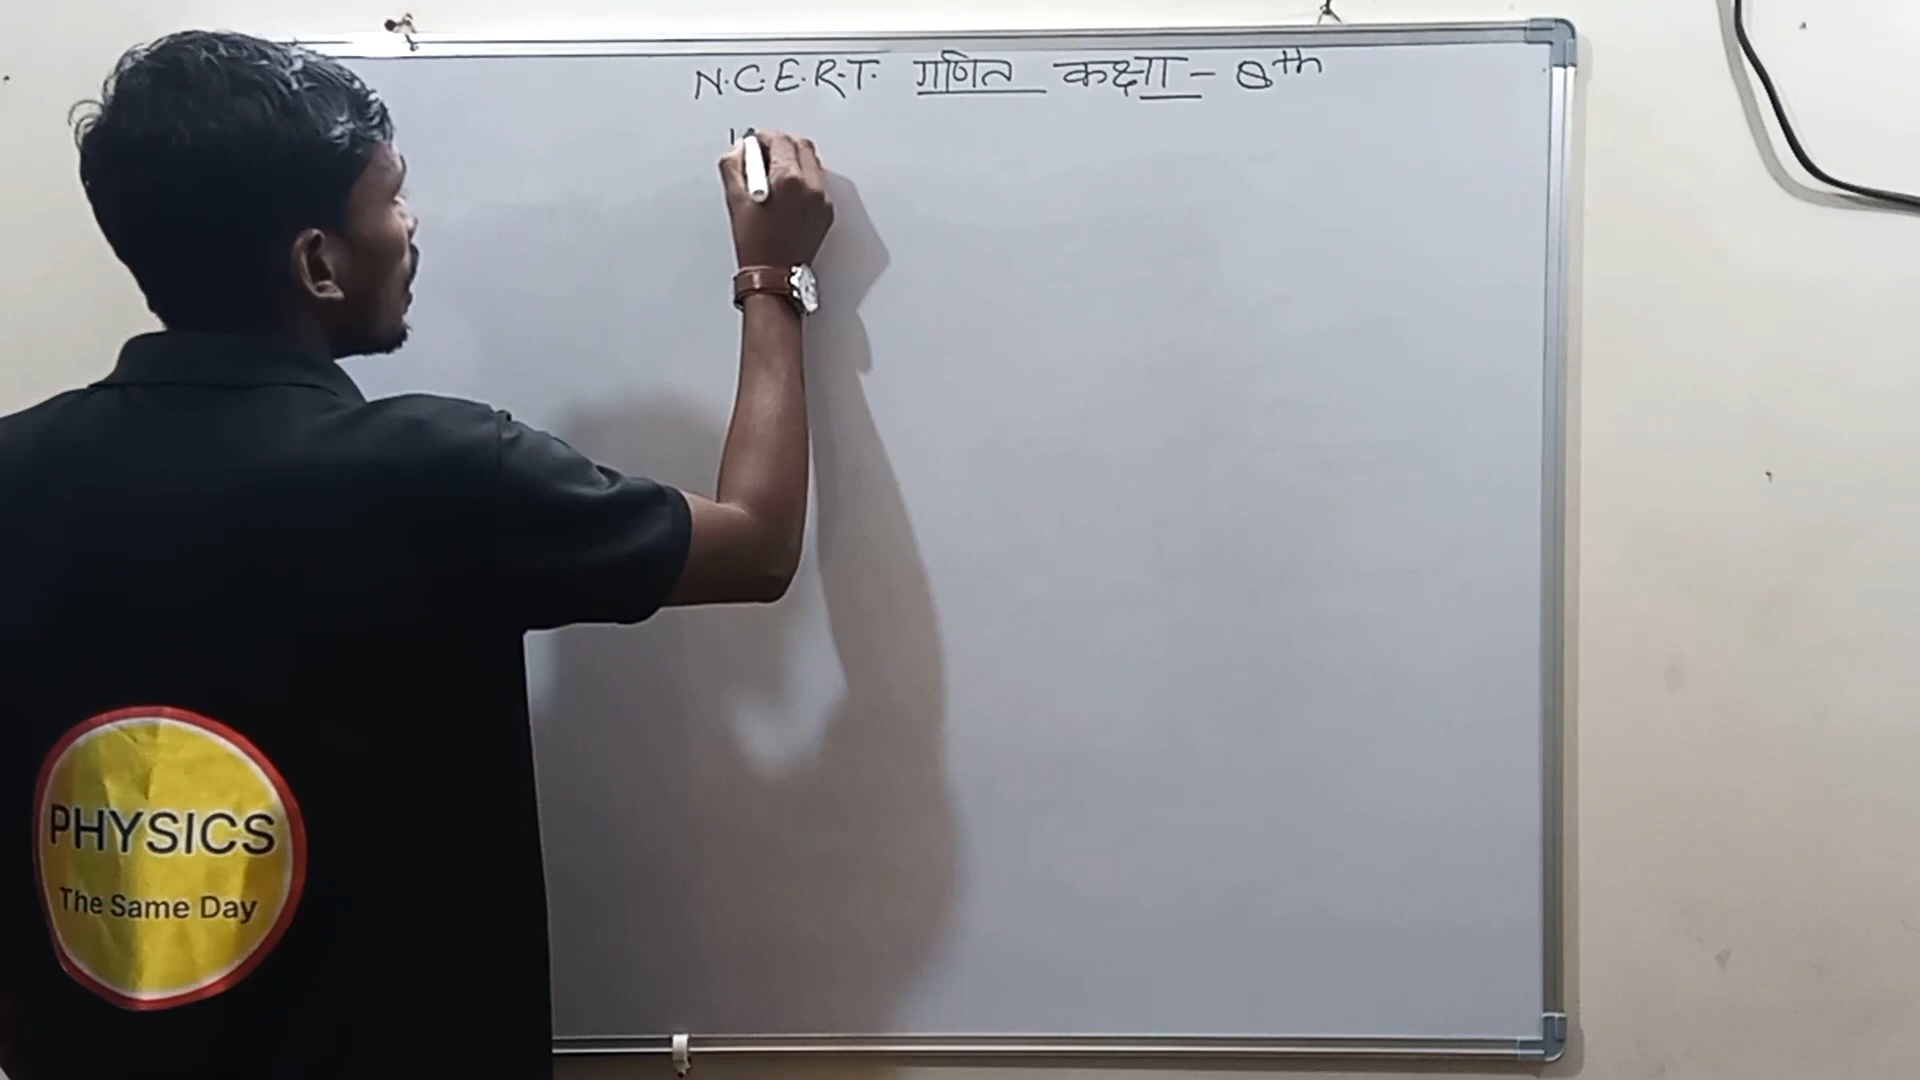 N.C.E.R.T. गणित कक्षा - 8th
PHYSICS
The Same Day